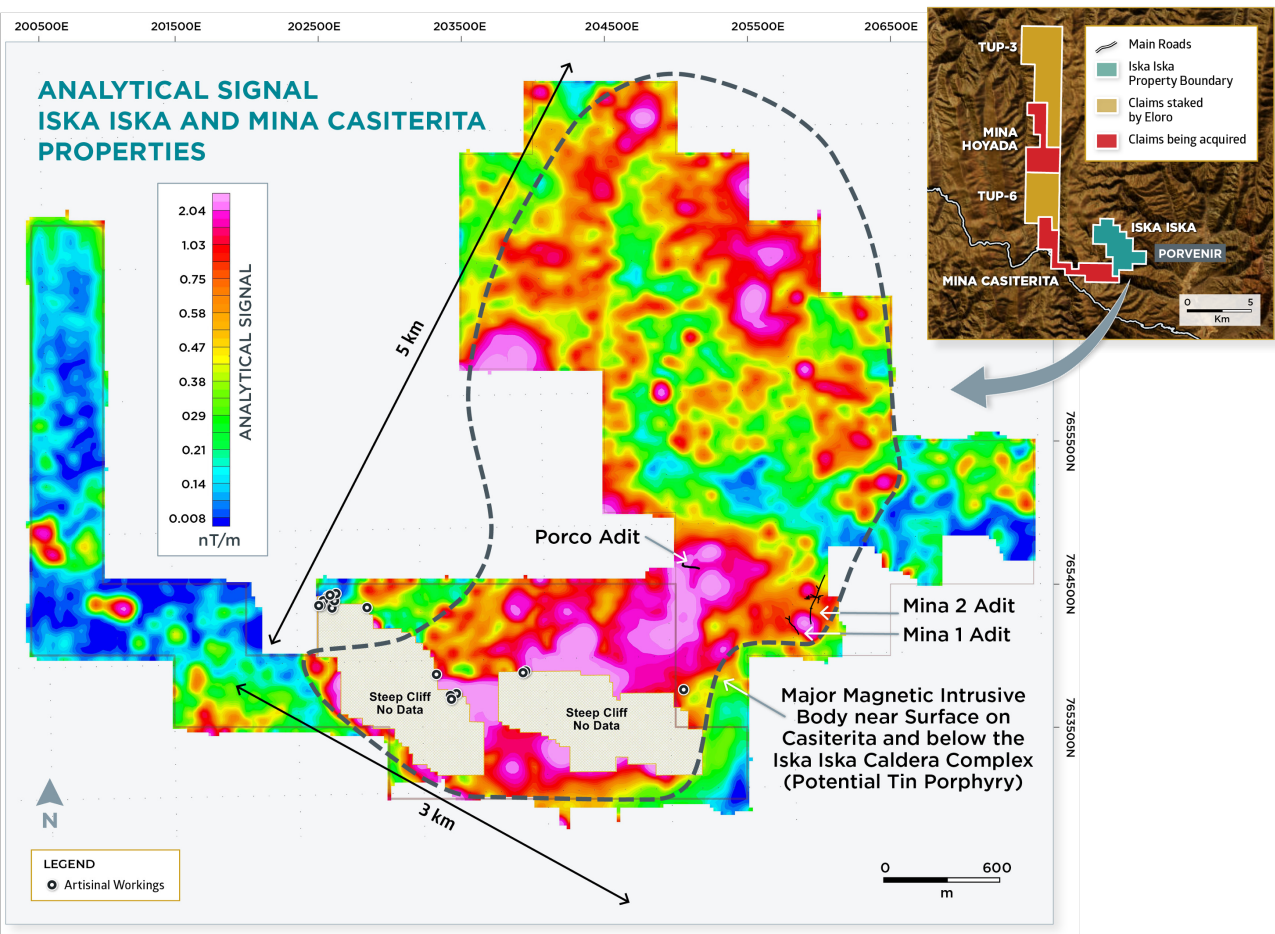 200500E 201500E 202500E 203500E 204500E 205500E 206500E
ANALYTICAL SIGNAL
ISKA ISKA AND MINA CASITERITA
PROPERTIES
2.04
1.03
0.75
0.58
0.47
0.38
0.29
0.21
0.14
0.008
ANALYTICAL SIGNAL
nT/m
5 km
3 km
Porco Adit
Mina 2 Adit
Mina 1 Adit
Steep Cliff
No Data
Steep Cliff
No Data
Major Magnetic Intrusive
Body near Surface on
Casiterita and below the
Iska Iska Caldera Complex
(Potential Tin Porphyry)
7655500N
7654500N
7653500N
N
LEGEND
Artisinal Workings
0 600
m
TUP-3
MINA
HOYADA
TUP-6
ISKA ISKA
PORVENIR
MINA CASITERITA
Main Roads
Iska Iska
Property Boundary
Claims staked
by Eloro
Claims being acquired
0 5
Km